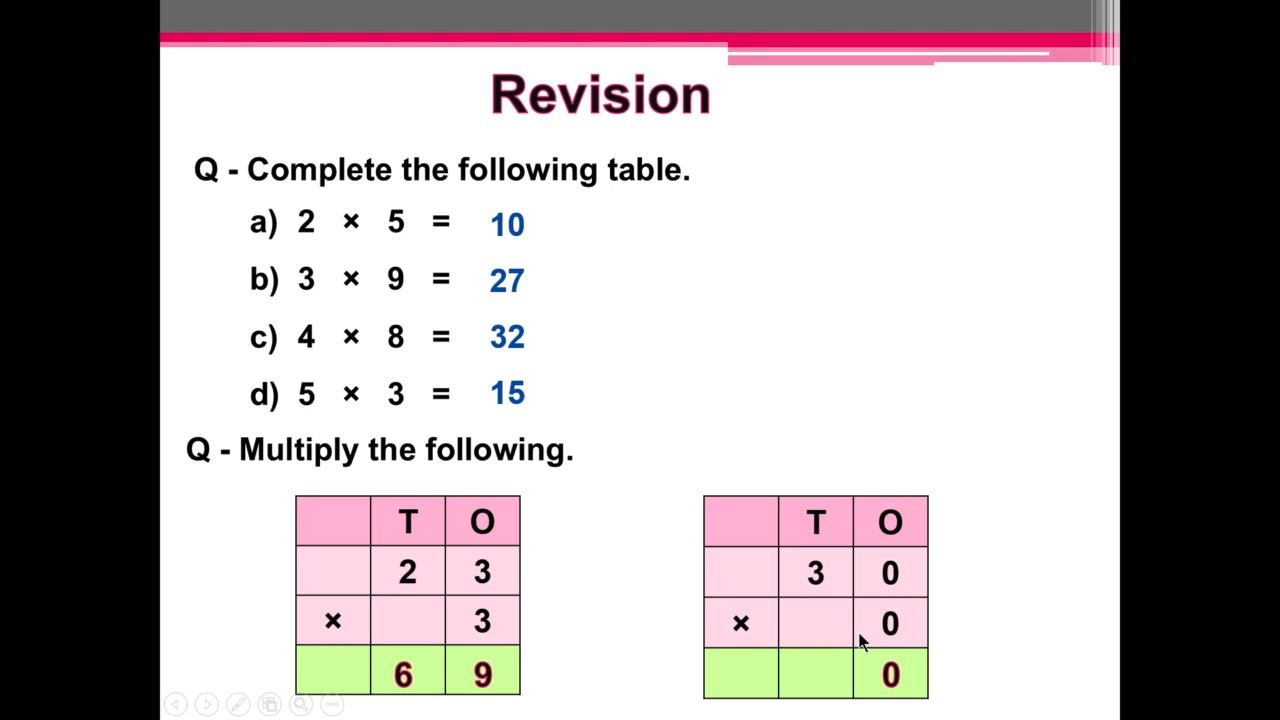 Revision
Q - Complete the following table.
a) 2 × 5 = 10
b) 3 × 9 = 27
c) 4 × 8 = 32
d) 5 × 3 = 15
Q - Multiply the following.
T O
2 3
× 3
6 9
T O
3 0
× 0
0